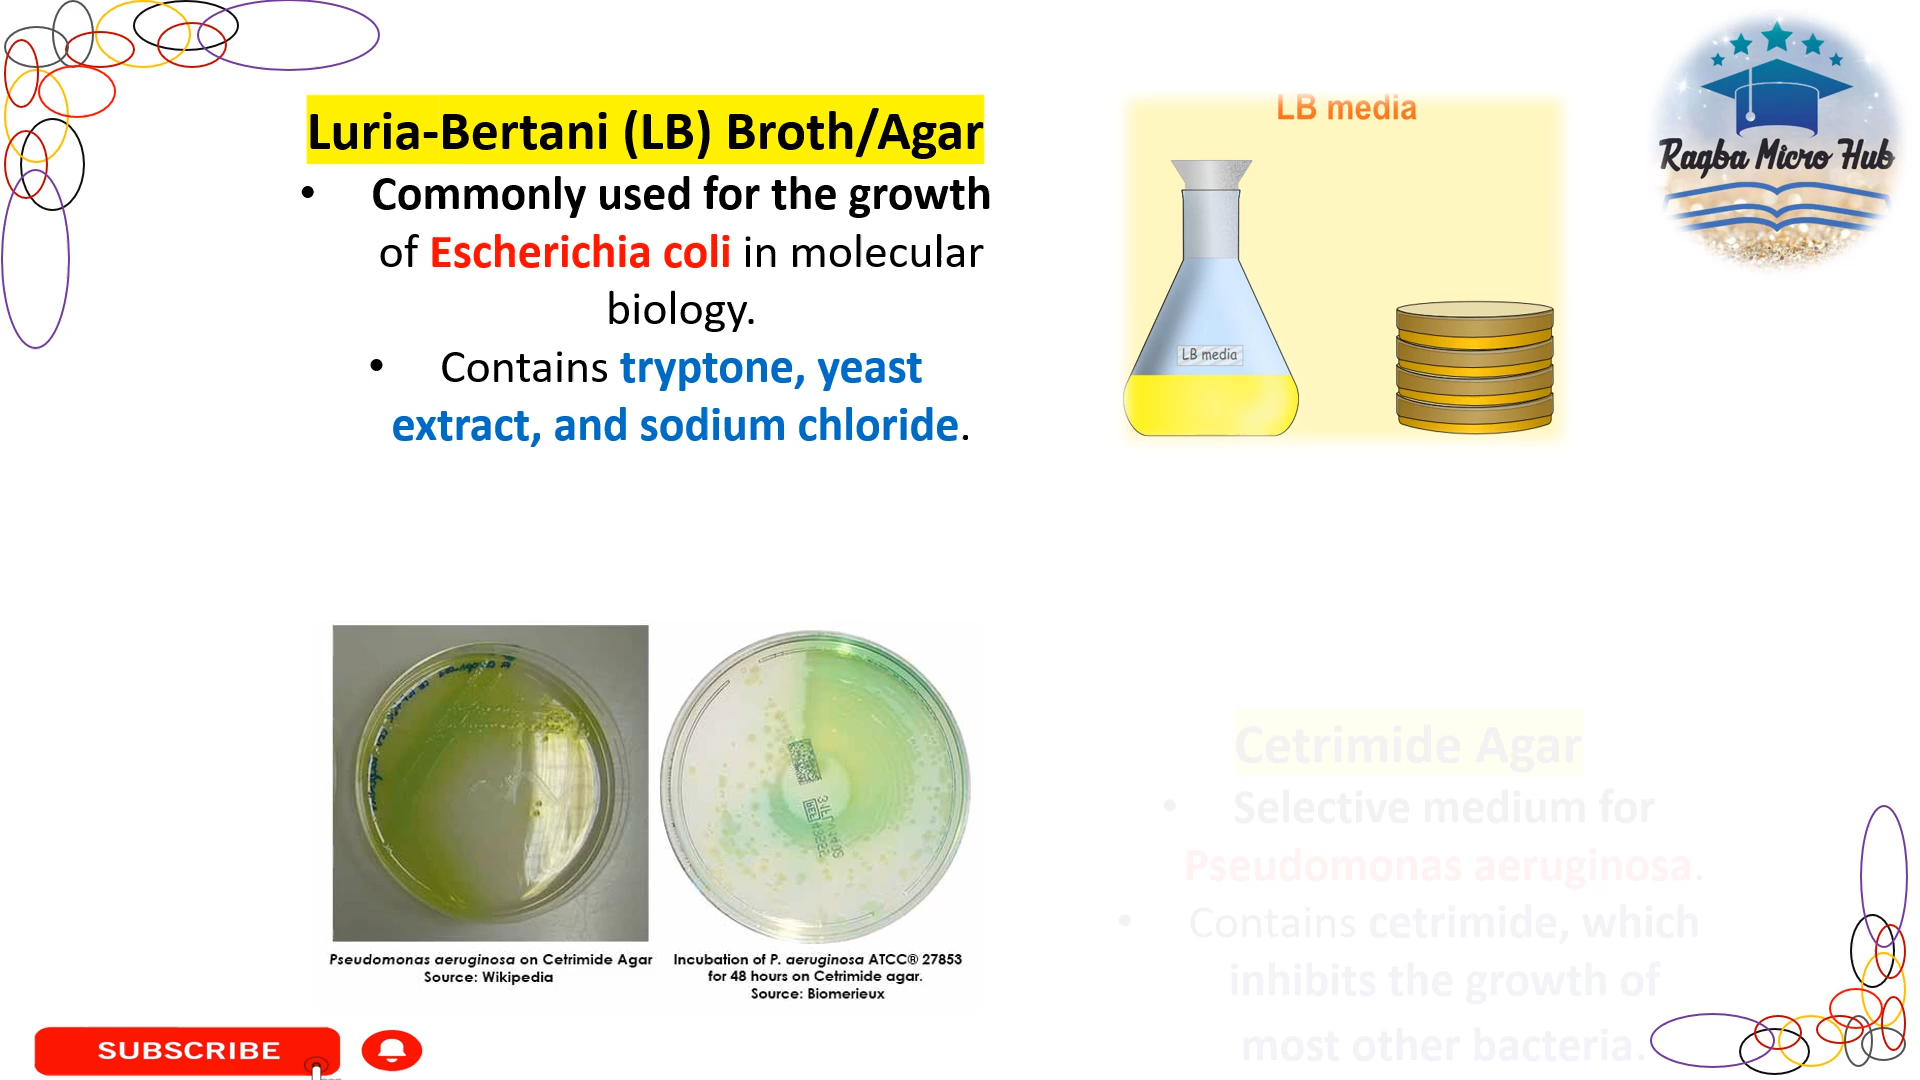 Luria-Bertani (LB) Broth/Agar
• Commonly used for the growth
of Escherichia coli in molecular
biology.
• Contains tryptone, yeast
extract, and sodium chloride.
LB media
LB media
Ragba Micro Hub
Pseudomonas aeruginosa on Cetrimide Agar
Source: Wikipedia
Incubation of P. aeruginosa ATCC® 27853
for 48 hours on Cetrimide agar.
Source: Biomerieux
Cetrimide Agar
• Selective medium for
Pseudomonas aeruginosa.
• Contains cetrimide, which
inhibits the growth of
most other bacteria.
SUBSCRIBE